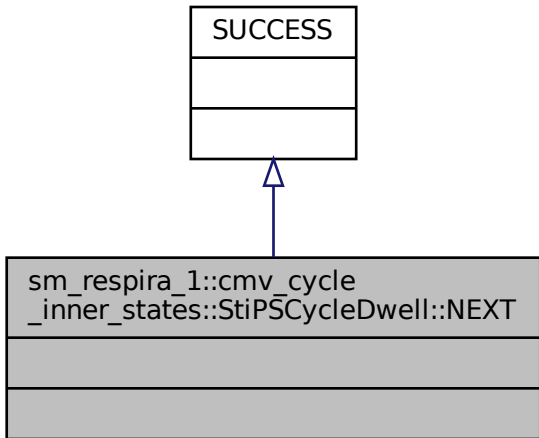 SUCCESS
sm_respira_1::cmv_cycle
_inner_states::StiPSCycleDwell::NEXT